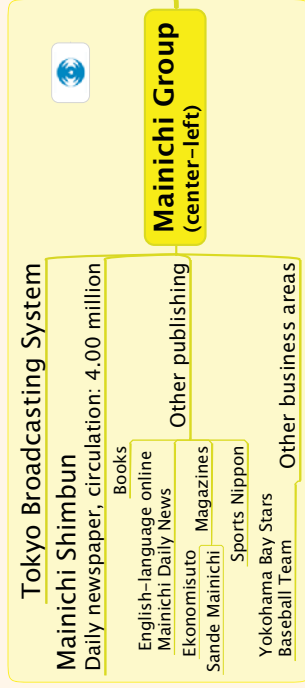 Mainichi Group
(center-left)
Tokyo Broadcasting System
Mainichi Shimbun
Daily newspaper, circulation: 4.00 million
Other publishing
Books
English-language online
Mainichi Daily News
Magazines
Ekonomisuto
Sande Mainichi
Sports Nippon
Other business areas
Yokohama Bay Stars
Baseball Team